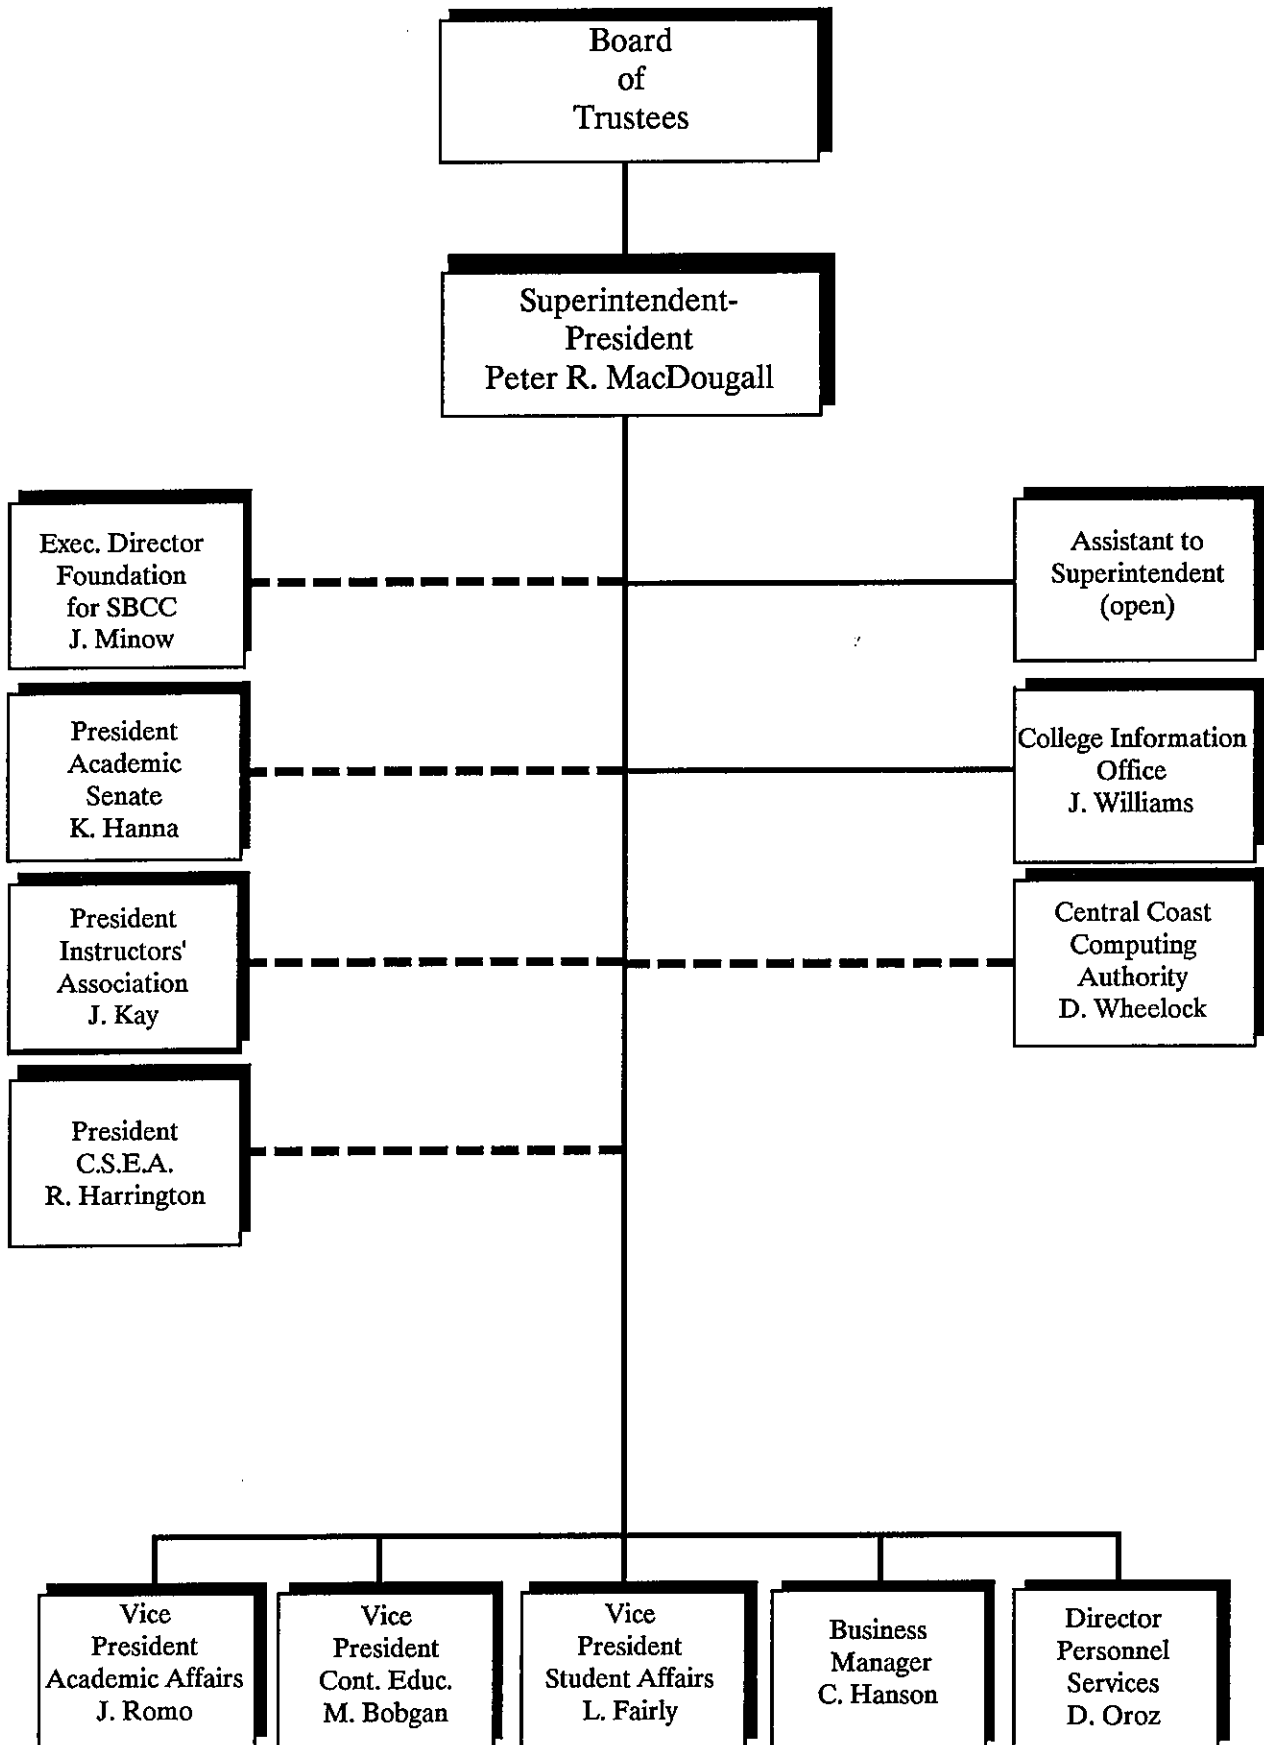 Board
of
Trustees
Superintendent-
President
Peter R. MacDougall
Exec. Director
Foundation
for SBCC
J. Minow
Assistant to
Superintendent
(open)
President
Academic
Senate
K. Hanna
College Information
Office
J. Williams
President
Instructors'
Association
J. Kay
Central Coast
Computing
Authority
D. Wheelock
President
C.S.E.A.
R. Harrington
Vice
President
Academic Affairs
J. Romo
Vice
President
Cont. Educ.
M. Bobgan
Vice
President
Student Affairs
L. Fairly
Business
Manager
C. Hanson
Director
Personnel
Services
D. Oroz